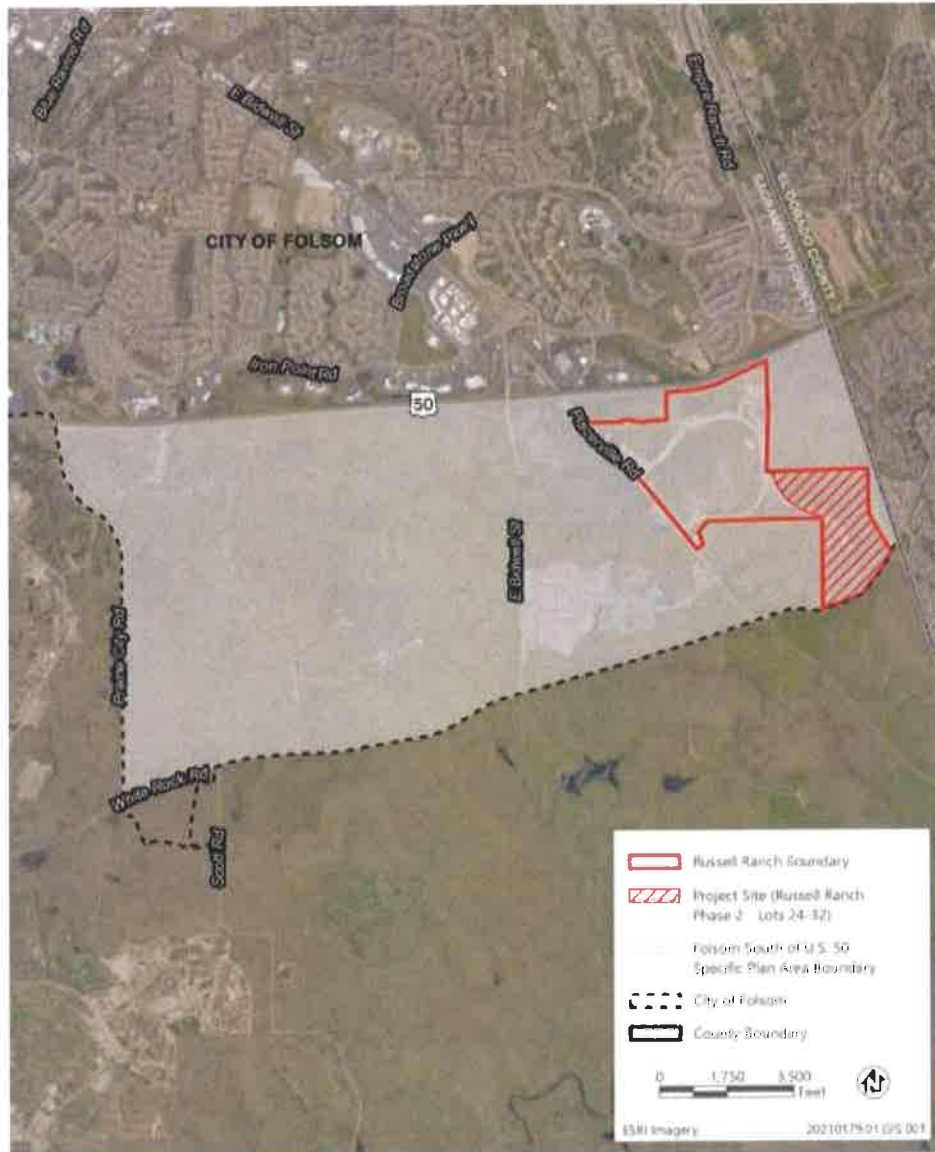 Blue Ravine Rd
E Bidwell St
Empire Ranch Rd
EL DORADO COUNTY
SACRAMENTO COUNTY
CITY OF FOLSOM
Broadstone Pkwy
Iron Point Rd
50
Placerville Rd
E Bidwell St
Prairie City Rd
White Rock Rd
Scott Rd
Russell Ranch Boundary
Project Site (Russell Ranch
Phase 2 Lots 24-32)
Folsom South of U.S. 50
Specific Plan Area Boundary
City of Folsom
County Boundary
0 1,750 3,500
Feet
N
ESRI Imagery
20210179.01 GIS 001